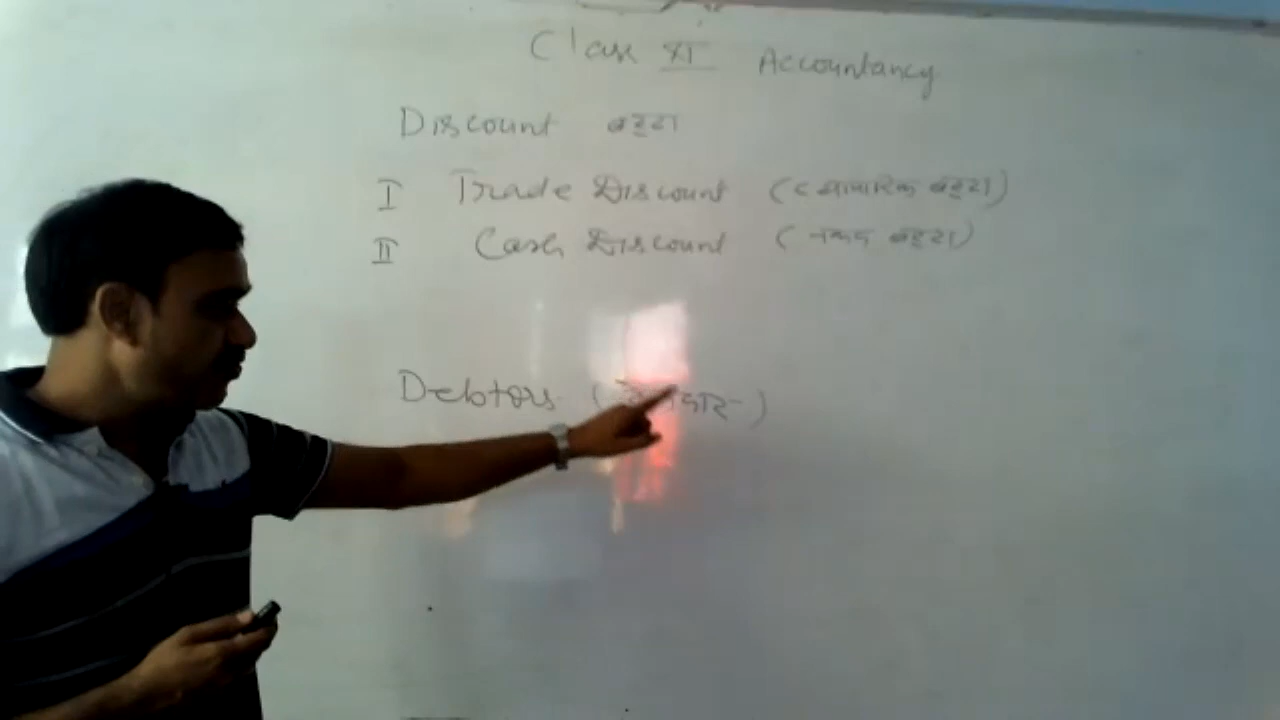 Class XI Accountancy
Discount बट्टा
I Trade Discount (व्यापारिक बट्टा)
II Cash Discount (नकद बट्टा)
Debtors (